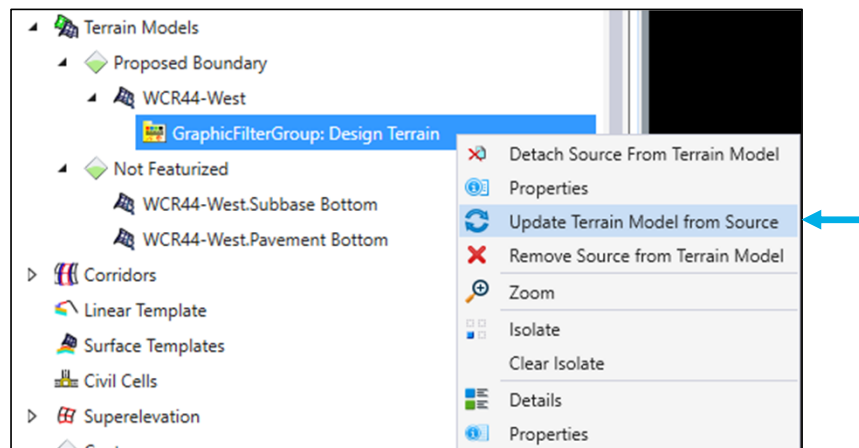 Terrain Models
Proposed Boundary
WCR44-West
GraphicFilterGroup: Design Terrain
Not Featurized
WCR44-West.Subbase Bottom
WCR44-West.Pavement Bottom
Corridors
Linear Template
Surface Templates
Civil Cells
Superelevation
Detach Source From Terrain Model
Properties
Update Terrain Model from Source
Remove Source from Terrain Model
Zoom
Isolate
Clear Isolate
Details
Properties